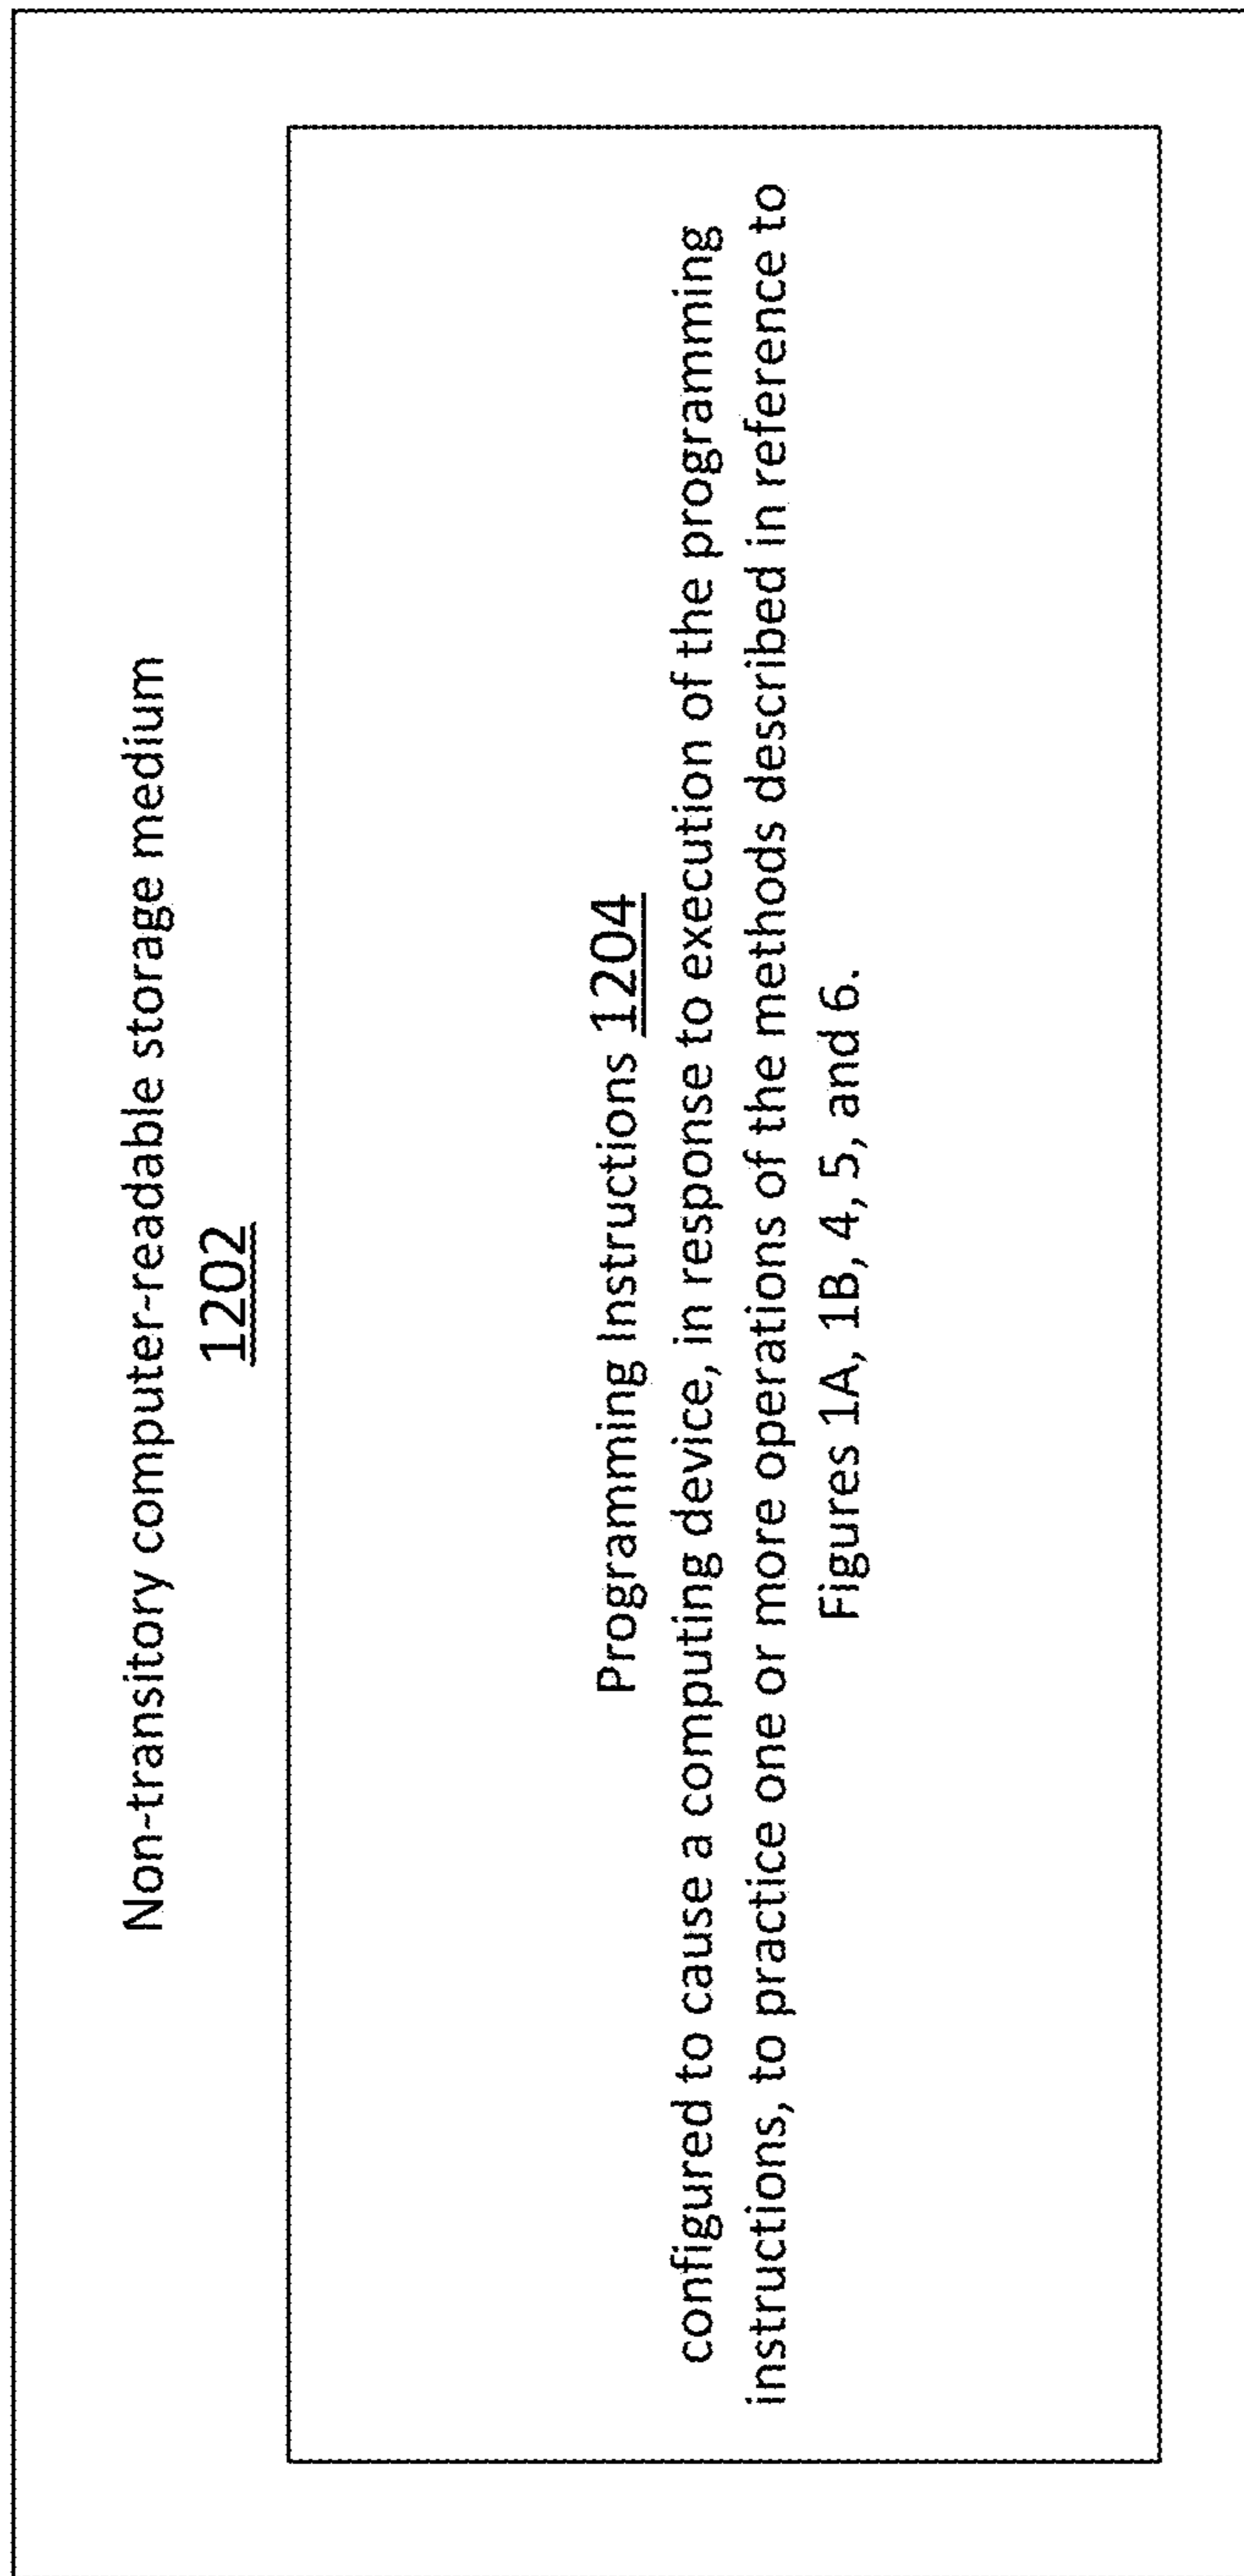 Non-transitory computer-readable storage medium
1202
Programming Instructions 1204
configured to cause a computing device, in response to execution of the programming
instructions, to practice one or more operations of the methods described in reference to
Figures 1A, 1B, 4, 5, and 6.